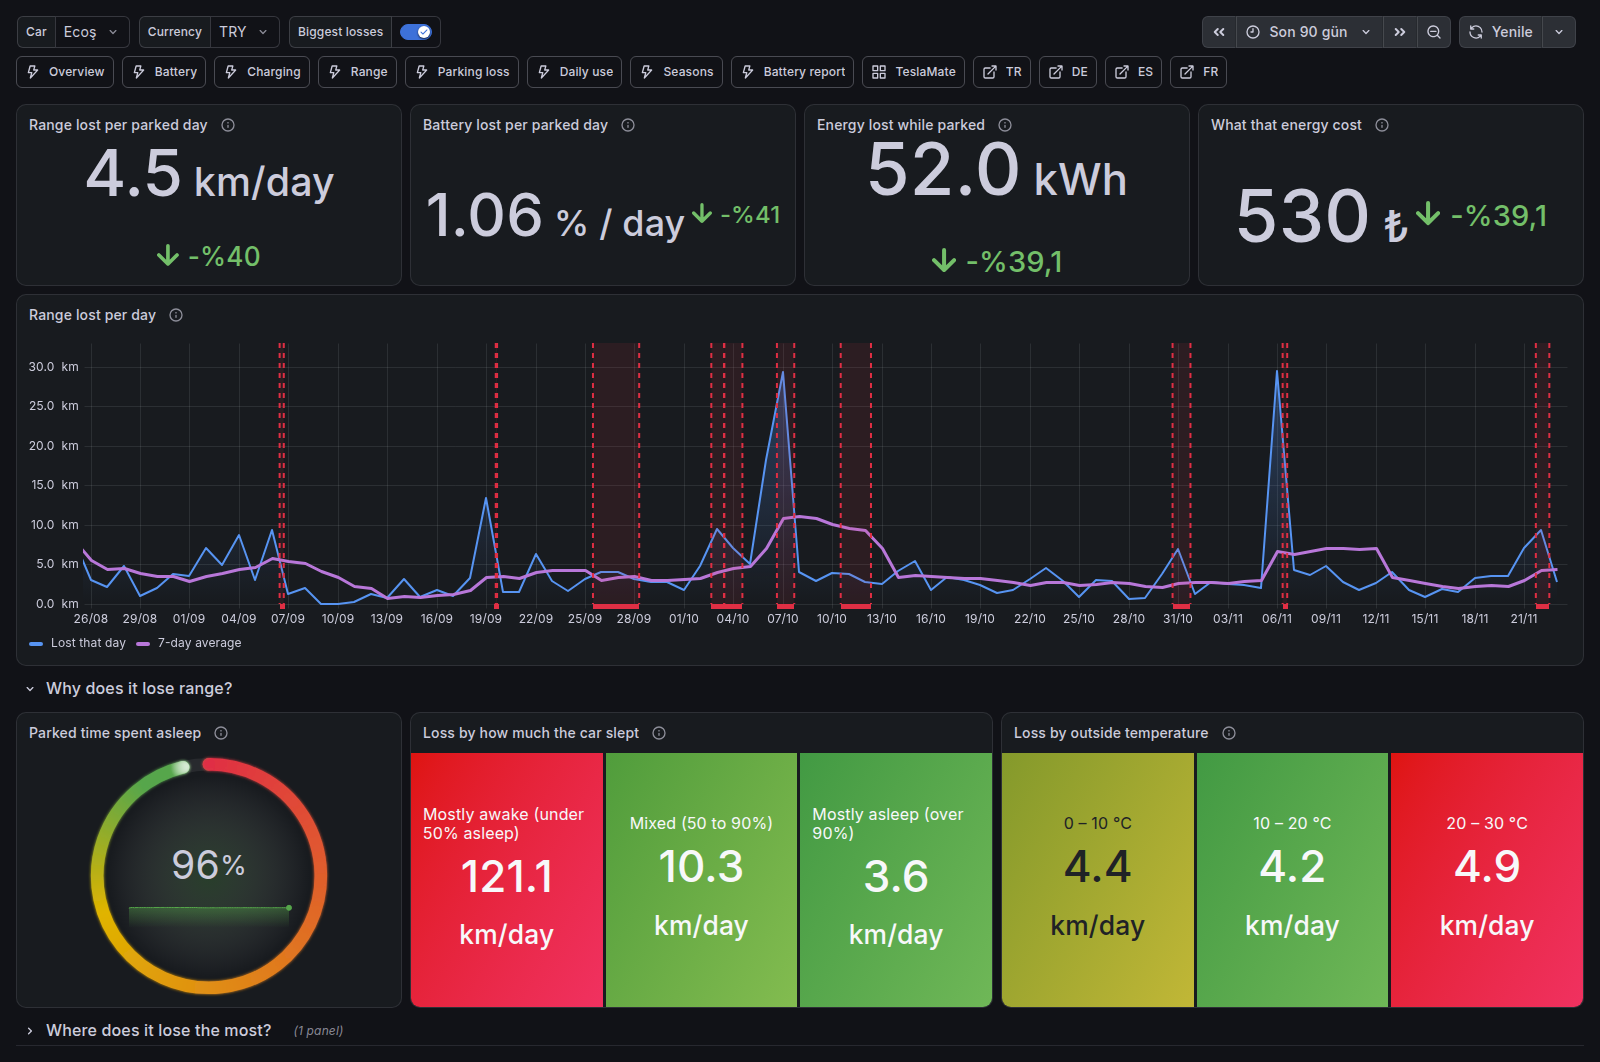 Car Ecoş Currency TRY Biggest losses Son 90 gün Yenile
Overview Battery Charging Range Parking loss Daily use Seasons Battery report TeslaMate TR DE ES FR
Range lost per parked day
4.5 km/day
-%40
Battery lost per parked day
1.06 % / day -%41
Energy lost while parked
52.0 kWh
-%39,1
What that energy cost
530 ₺ -%39,1
Range lost per day
30.0 km
25.0 km
20.0 km
15.0 km
10.0 km
5.0 km
0.0 km
26/08 29/08 01/09 04/09 07/09 10/09 13/09 16/09 19/09 22/09 25/09 28/09 01/10 04/10 07/10 10/10 13/10 16/10 19/10 22/10 25/10 28/10 31/10 03/11 06/11 09/11 12/11 15/11 18/11 21/11
Lost that day 7-day average
Why does it lose range?
Parked time spent asleep
96%
Loss by how much the car slept
Mostly awake (under
50% asleep)
121.1
km/day
Mixed (50 to 90%)
10.3
km/day
Mostly asleep (over
90%)
3.6
km/day
Loss by outside temperature
0 – 10 °C
4.4
km/day
10 – 20 °C
4.2
km/day
20 – 30 °C
4.9
km/day
Where does it lose the most? (1 panel)